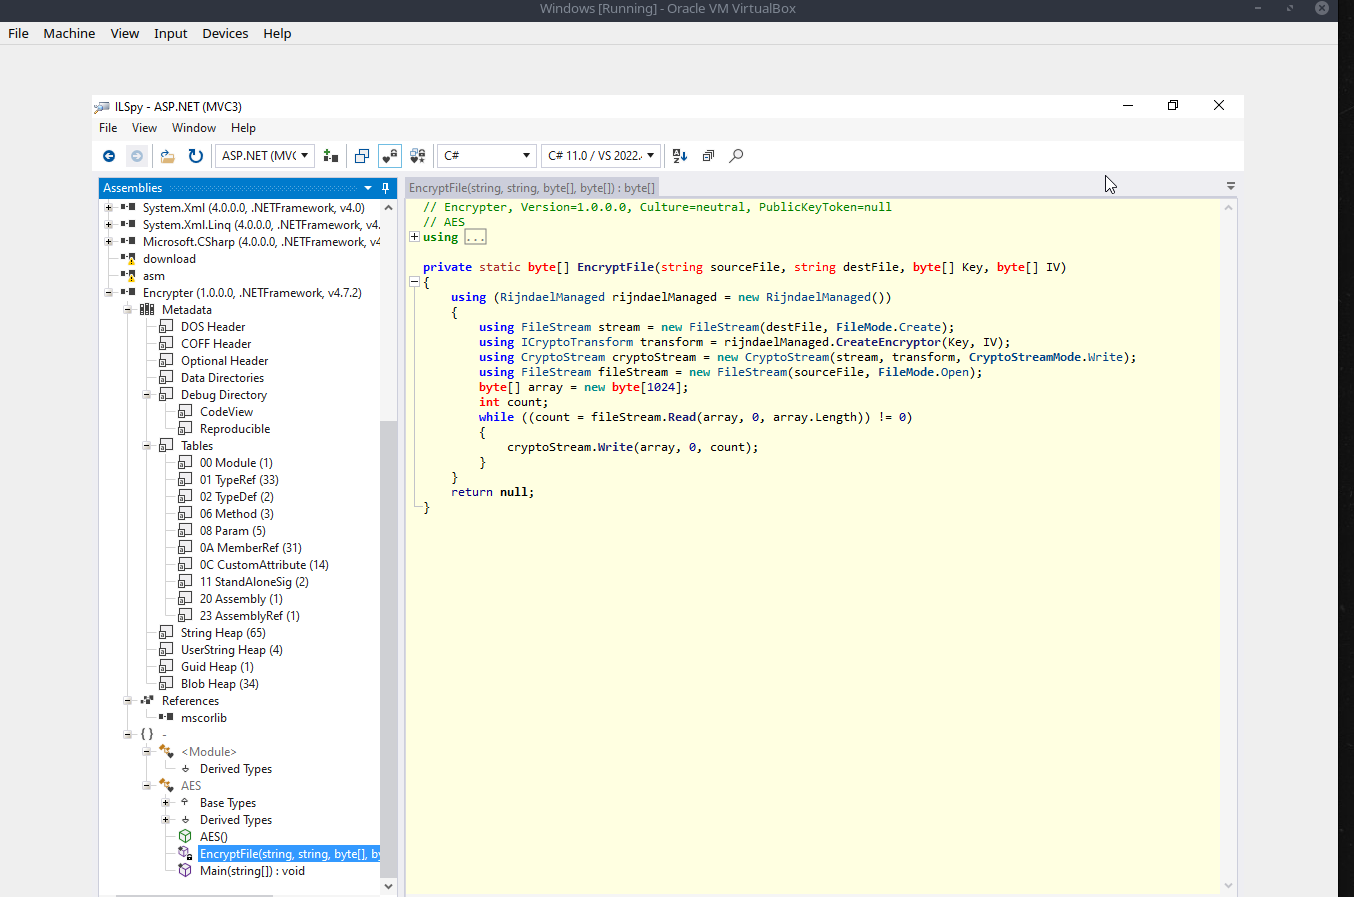 Windows [Running] - Oracle VM VirtualBox
File Machine View Input Devices Help
ILSpy - ASP.NET (MVC3)
File View Window Help
ASP.NET (MV( C# C# 11.0 / VS 2022.
Assemblies
System.Xml (4.0.0.0, .NETFramework, v4.0)
System.Xml.Linq (4.0.0.0, .NETFramework, v4.
Microsoft.CSharp (4.0.0.0, .NETFramework, v4
download
asm
Encrypter (1.0.0.0, .NETFramework, v4.7.2)
Metadata
DOS Header
COFF Header
Optional Header
Data Directories
Debug Directory
CodeView
Reproducible
Tables
00 Module (1)
01 TypeRef (33)
02 TypeDef (2)
06 Method (3)
08 Param (5)
0A MemberRef (31)
0C CustomAttribute (14)
11 StandAloneSig (2)
20 Assembly (1)
23 AssemblyRef (1)
String Heap (65)
UserString Heap (4)
Guid Heap (1)
Blob Heap (34)
References
mscorlib
{ } -
<Module>
Derived Types
AES
Base Types
Derived Types
AES()
EncryptFile(string, string, byte[], by
Main(string[]) : void
EncryptFile(string, string, byte[], byte[]) : byte[]
// Encrypter, Version=1.0.0.0, Culture=neutral, PublicKeyToken=null
// AES
using ...
private static byte[] EncryptFile(string sourceFile, string destFile, byte[] Key, byte[] IV)
{
using (RijndaelManaged rijndaelManaged = new RijndaelManaged())
{
using FileStream stream = new FileStream(destFile, FileMode.Create);
using ICryptoTransform transform = rijndaelManaged.CreateEncryptor(Key, IV);
using CryptoStream cryptoStream = new CryptoStream(stream, transform, CryptoStreamMode.Write);
using FileStream fileStream = new FileStream(sourceFile, FileMode.Open);
byte[] array = new byte[1024];
int count;
while ((count = fileStream.Read(array, 0, array.Length)) != 0)
{
cryptoStream.Write(array, 0, count);
}
}
return null;
}